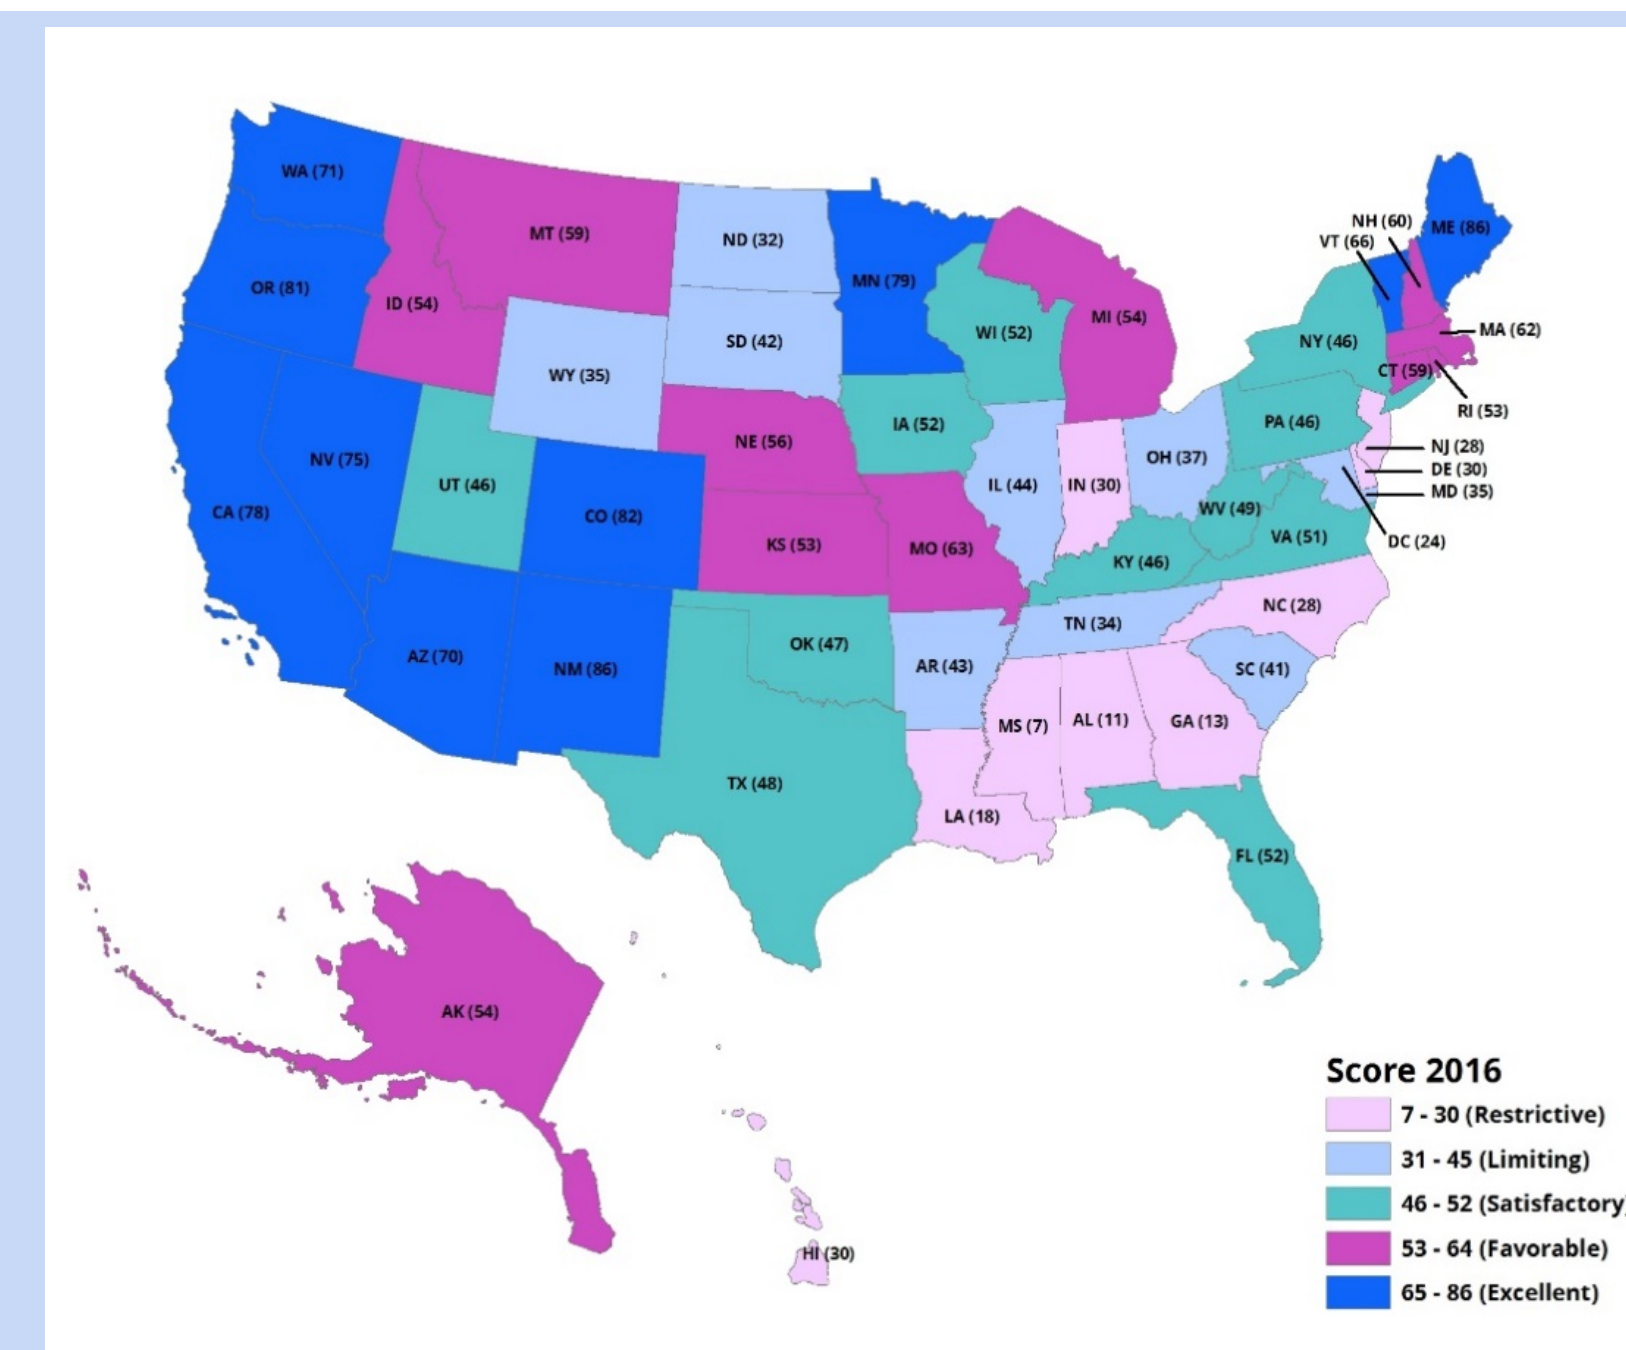 WA (71)
OR (81)
CA (78)
NV (75)
ID (54)
MT (59)
WY (35)
UT (46)
CO (82)
AZ (70)
NM (86)
ND (32)
SD (42)
NE (56)
KS (53)
OK (47)
TX (48)
MN (79)
IA (52)
MO (63)
AR (43)
LA (18)
WI (52)
IL (44)
MI (54)
IN (30)
OH (37)
KY (46)
TN (34)
MS (7)
AL (11)
GA (13)
FL (52)
SC (41)
NC (28)
VA (51)
WV (49)
PA (46)
NY (46)
VT (66)
NH (60)
ME (86)
MA (62)
CT (59)
RI (53)
NJ (28)
DE (30)
MD (35)
DC (24)
AK (54)
HI (30)
Score 2016
7 - 30 (Restrictive)
31 - 45 (Limiting)
46 - 52 (Satisfactory)
53 - 64 (Favorable)
65 - 86 (Excellent)